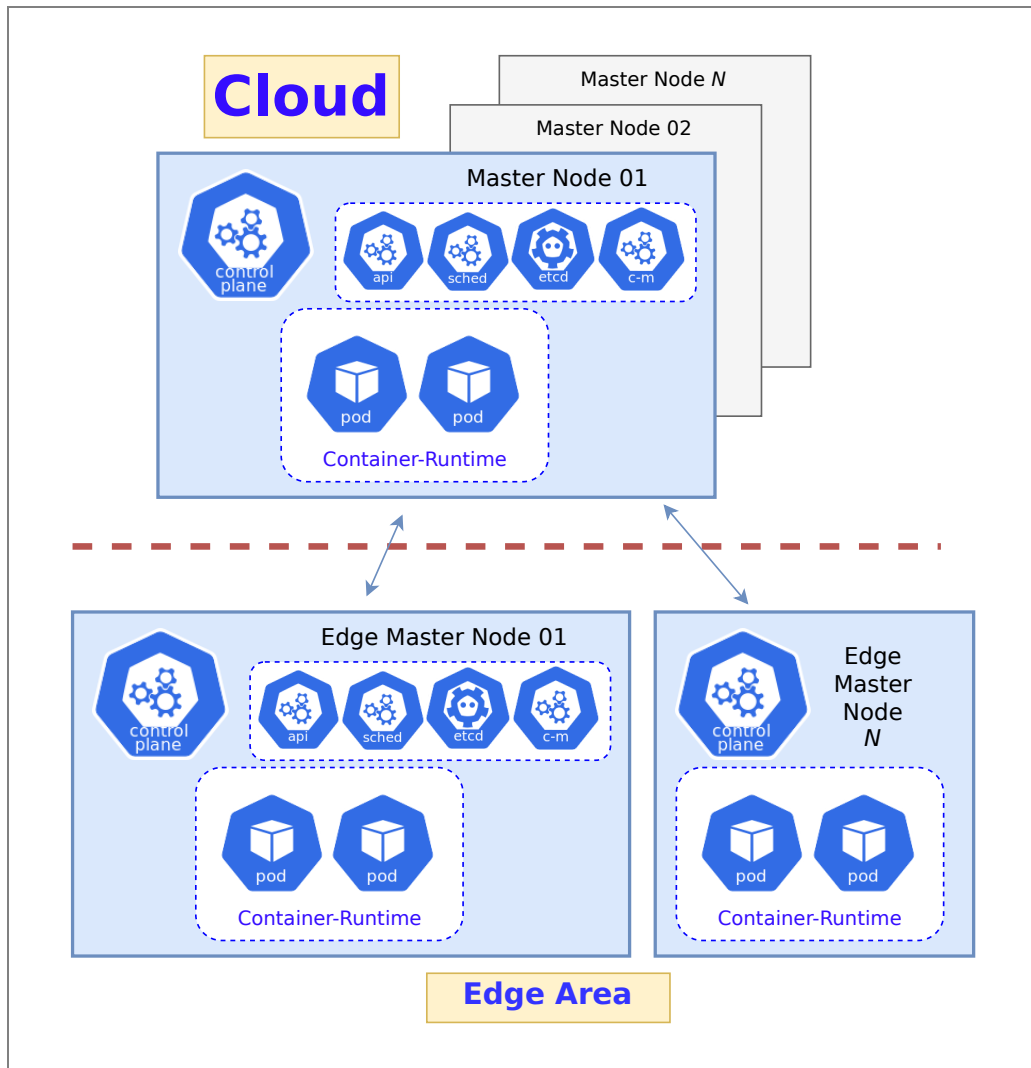 Cloud
Master Node N
Master Node 02
Master Node 01
control
plane
api
sched
etcd
c-m
pod
pod
Container-Runtime
Edge Master Node 01
control
plane
api
sched
etcd
c-m
pod
pod
Container-Runtime
Edge
Master
Node
N
control
plane
pod
pod
Container-Runtime
Edge Area